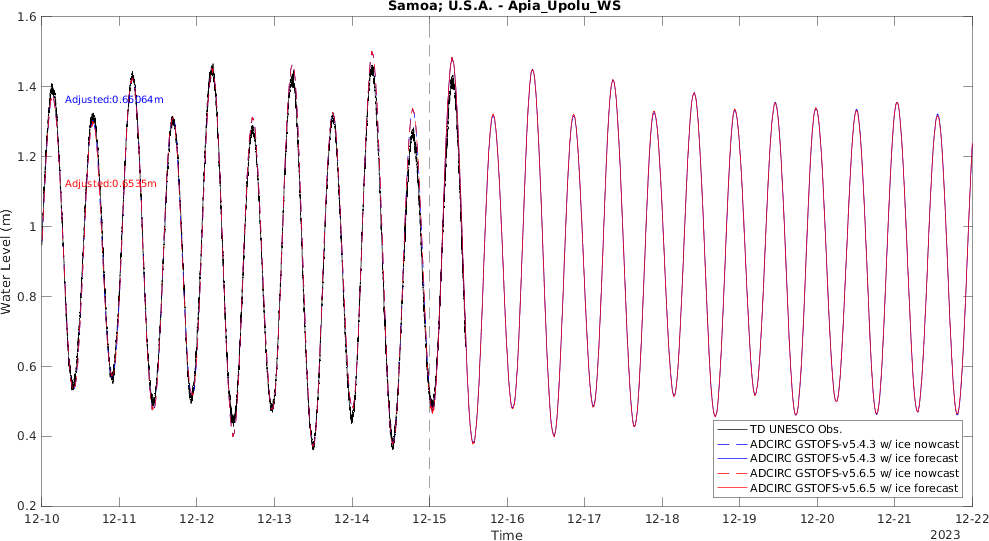 Samoa; U.S.A. - Apia_Upolu_WS
1.6
1.4
1.2
1
0.8
0.6
0.4
0.2
Water Level (m)
Adjusted:0.66064m
Adjusted:0.6535m
TD UNESCO Obs.
ADCIRC GSTOFS-v5.4.3 w/ ice nowcast
ADCIRC GSTOFS-v5.4.3 w/ ice forecast
ADCIRC GSTOFS-v5.6.5 w/ ice nowcast
ADCIRC GSTOFS-v5.6.5 w/ ice forecast
12-10 12-11 12-12 12-13 12-14 12-15 12-16 12-17 12-18 12-19 12-20 12-21 12-22
Time
2023